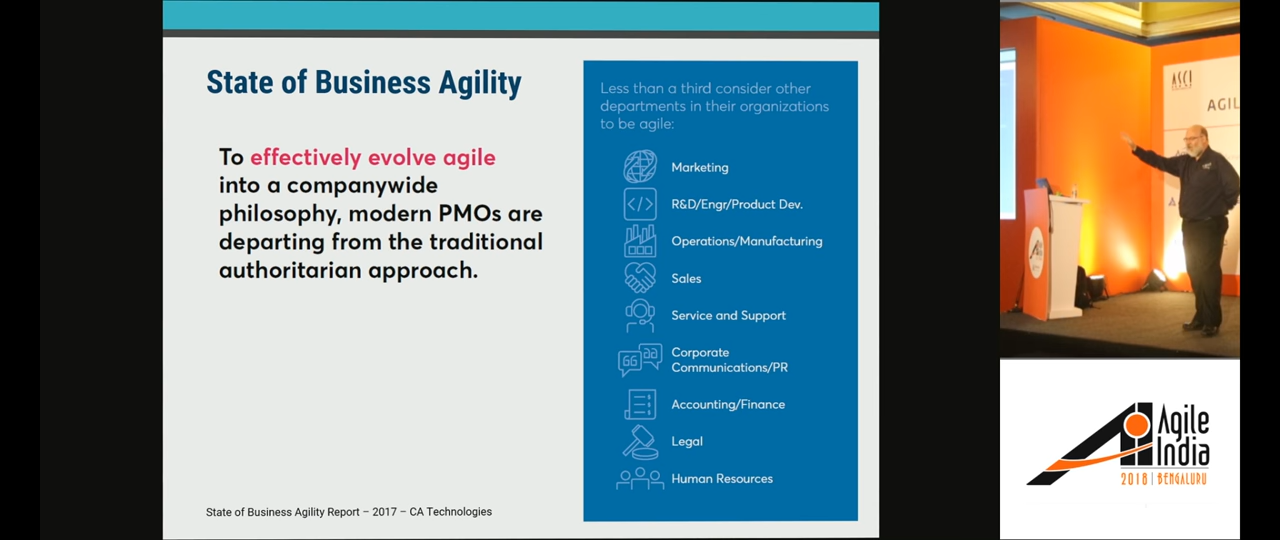 State of Business Agility
To effectively evolve agile
into a companywide
philosophy, modern PMOs are
departing from the traditional
authoritarian approach.
State of Business Agility Report – 2017 – CA Technologies
Less than a third consider other
departments in their organizations
to be agile:
Marketing
R&D/Engr/Product Dev.
Operations/Manufacturing
Sales
Service and Support
Corporate
Communications/PR
Accounting/Finance
Legal
Human Resources
ASCI
AGIL
Agile
India
2018 | BENGALURU